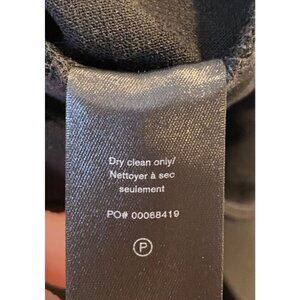 Dry clean only/
Nettoyer à sec
seulement
PO# 00068419
P